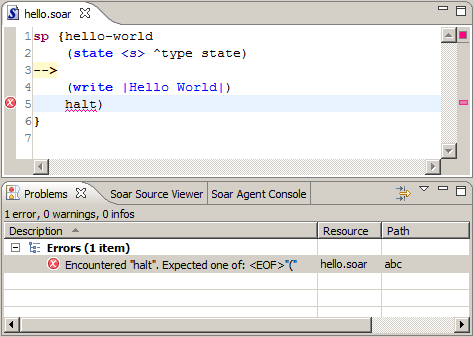 hello.soar
1 sp {hello-world
2 (state <s> ^type state)
3 -->
4 (write |Hello World|)
5 halt)
6 }
7
Problems Soar Source Viewer Soar Agent Console
1 error, 0 warnings, 0 infos
Description Resource Path
Errors (1 item)
Encountered "halt". Expected one of: <EOF>"(" hello.soar abc